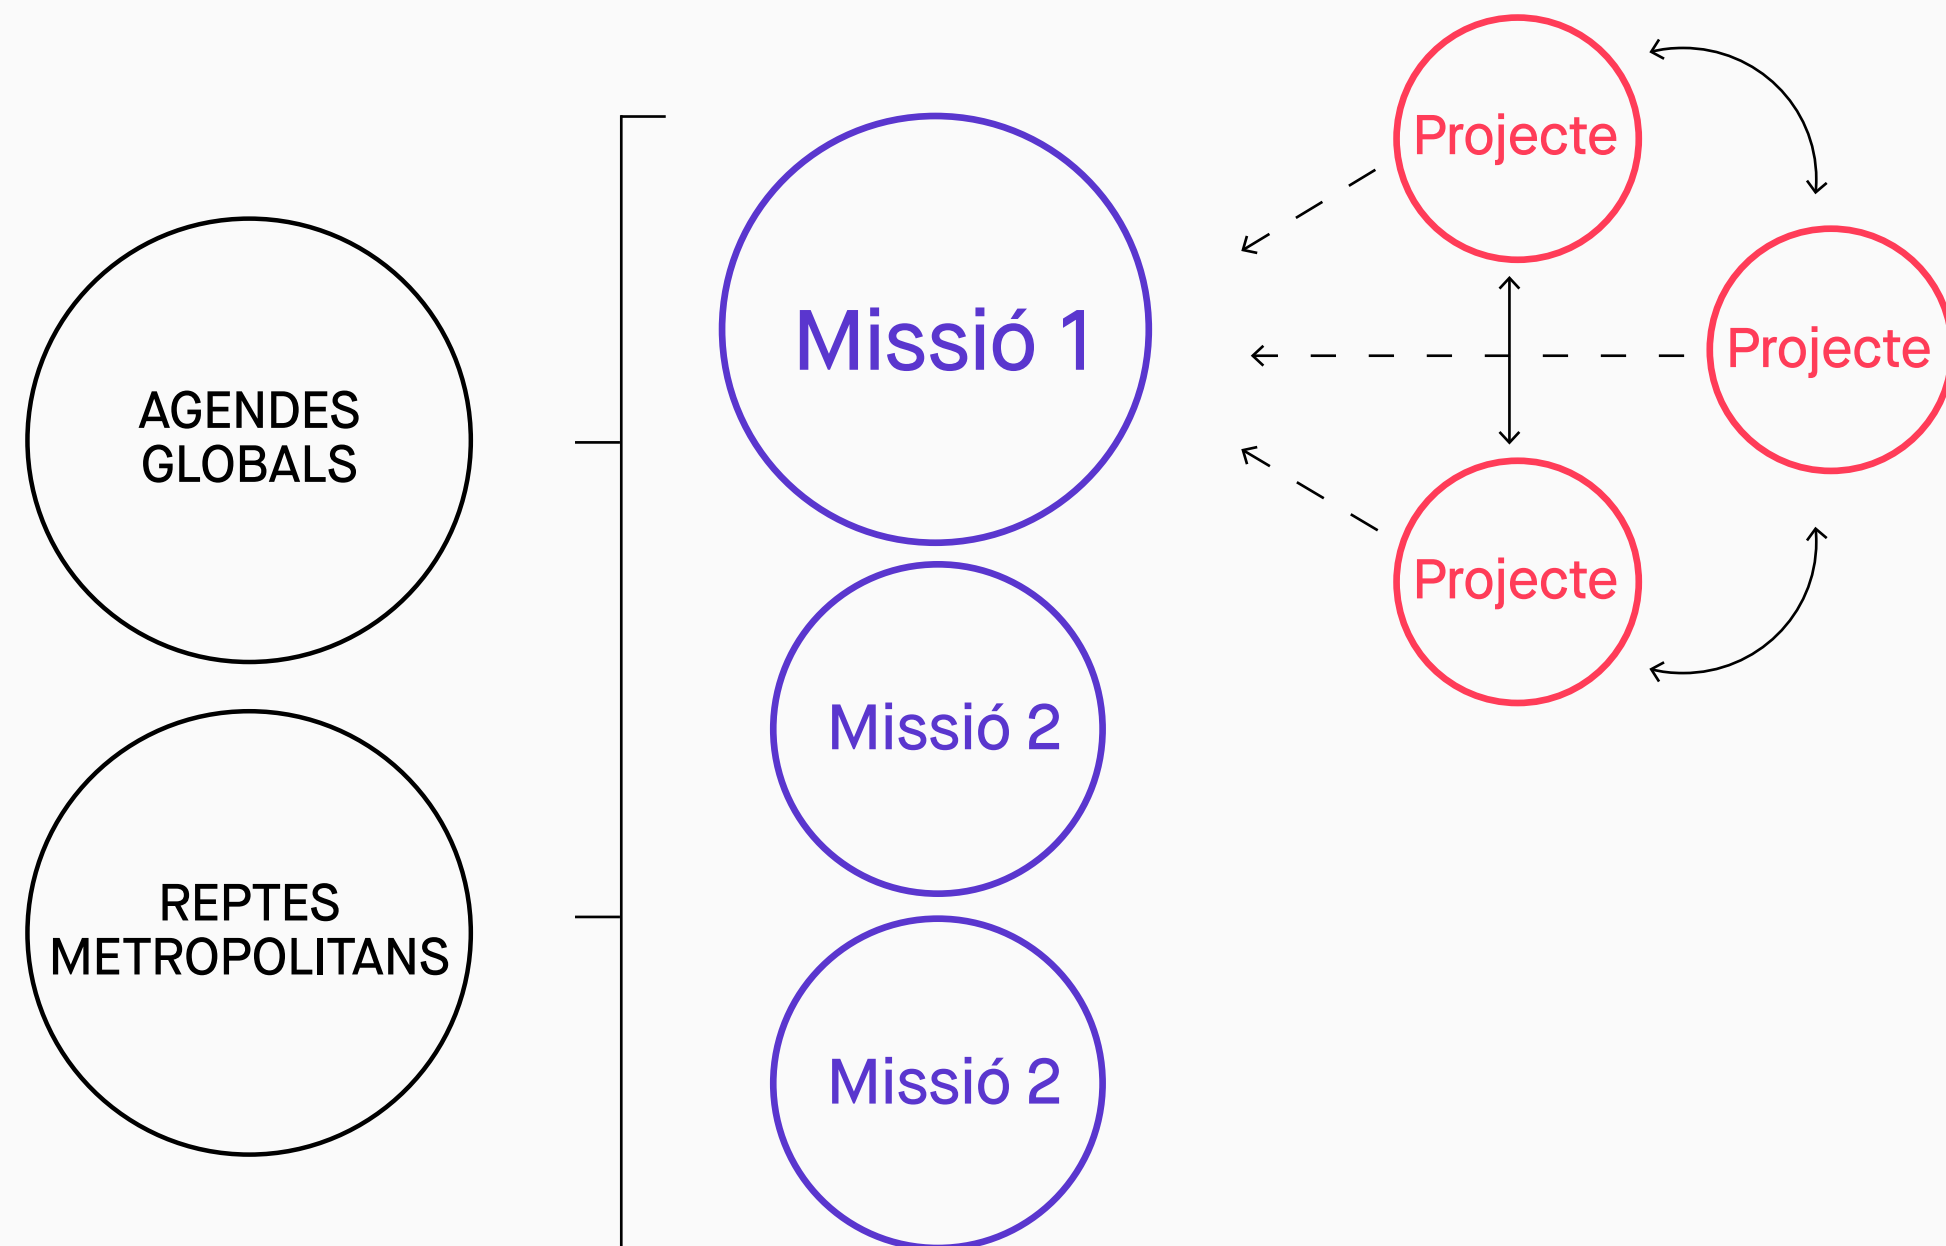 AGENDES
GLOBALS
REPTES
METROPOLITANS
Missió 1
Missió 2
Missió 2
Projecte
Projecte
Projecte